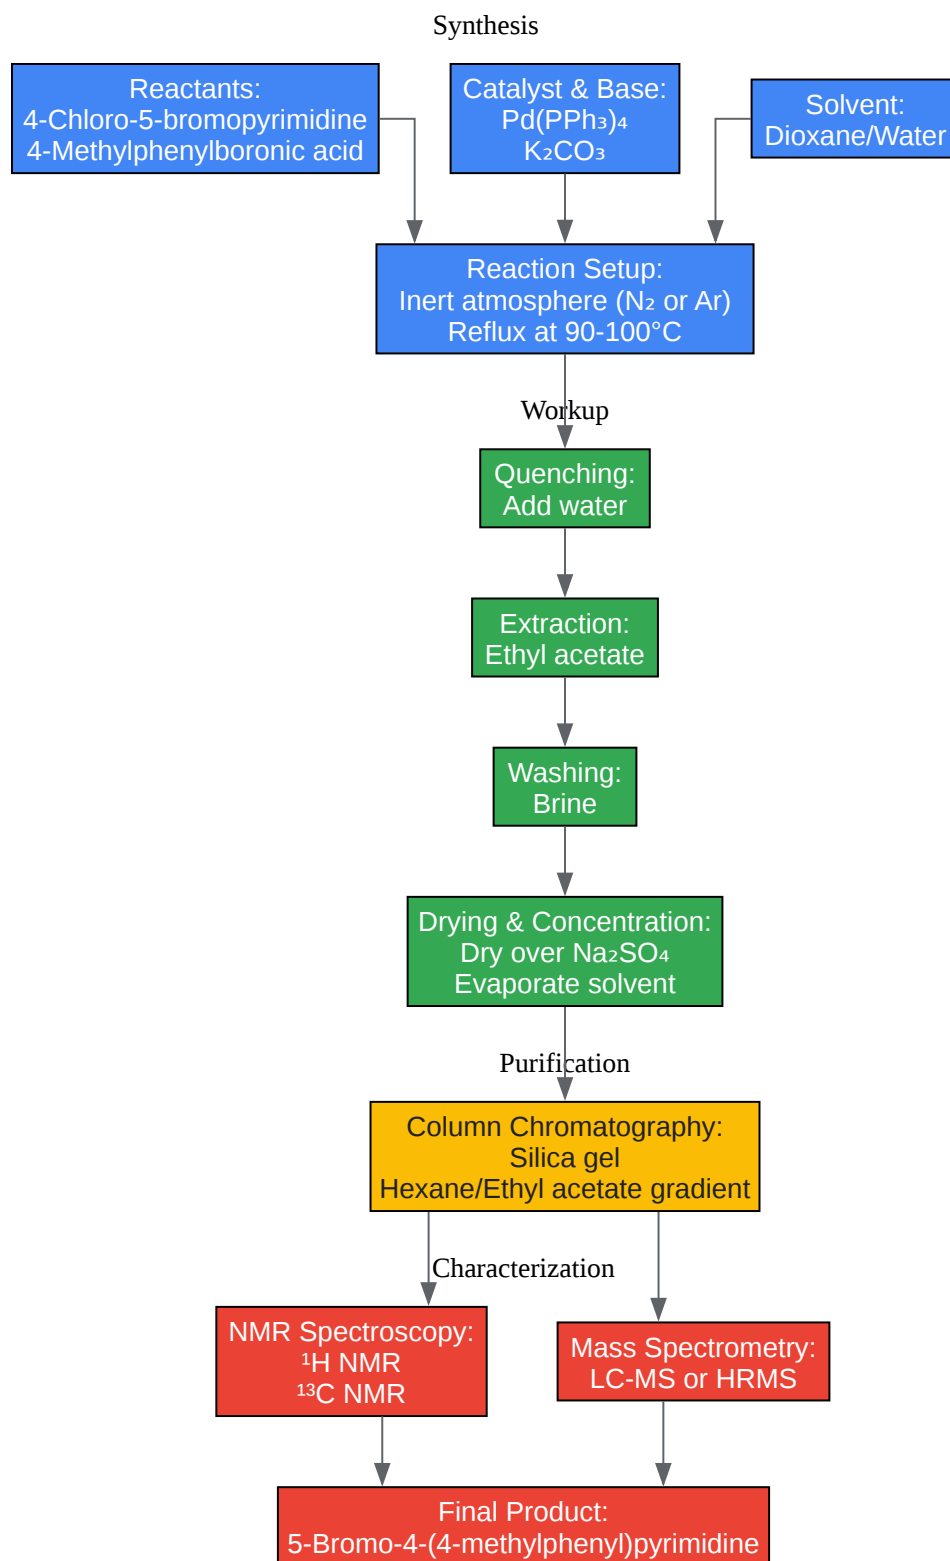 Synthesis
Reactants:
4-Chloro-5-bromopyrimidine
4-Methylphenylboronic acid
Catalyst & Base:
Pd(PPh₃)₄
K₂CO₃
Solvent:
Dioxane/Water
Reaction Setup:
Inert atmosphere (N₂ or Ar)
Reflux at 90-100°C
Workup
Quenching:
Add water
Extraction:
Ethyl acetate
Washing:
Brine
Drying & Concentration:
Dry over Na₂SO₄
Evaporate solvent
Purification
Column Chromatography:
Silica gel
Hexane/Ethyl acetate gradient
Characterization
NMR Spectroscopy:
¹H NMR
¹³C NMR
Mass Spectrometry:
LC-MS or HRMS
Final Product:
5-Bromo-4-(4-methylphenyl)pyrimidine